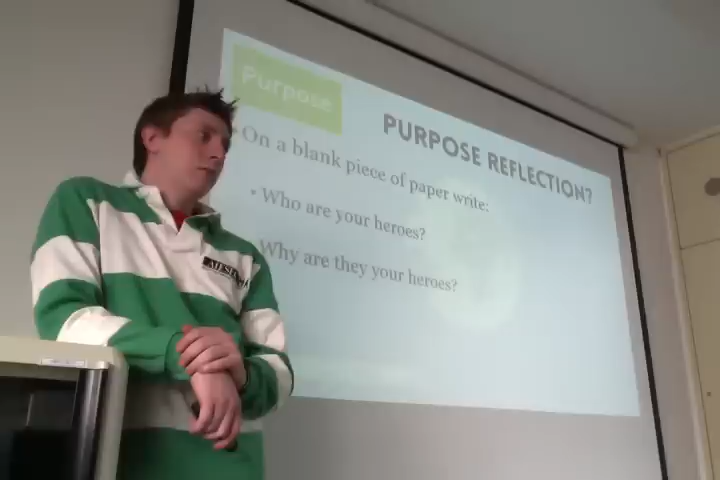 Purpose
PURPOSE REFLECTION?
On a blank piece of paper write:
• Who are your heroes?
Why are they your heroes?